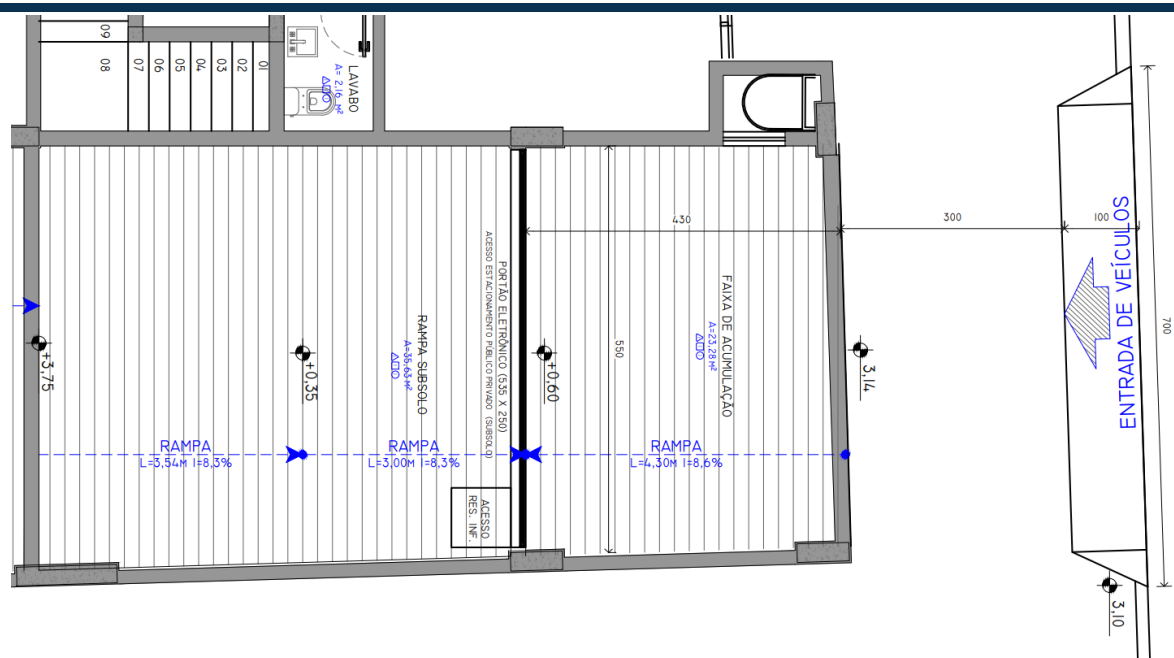 09
08
07
06
05
04
03
02
01
LAVABO
A= 2,16 M²
430
300
100
ENTRADA DE VEÍCULOS
700
550
FAIXA DE ACUMULAÇÃO
A=23,28M²
PORTÃO ELETRÔNICO (535 X 250)
ACESSO ESTACIONAMENTO PÚBLICO PRIVADO (SUBSOLO)
RAMPA SUBSOLO
A=35,63M²
+3,75
+0,35
+0,60
3,14
RAMPA
L=3,54M I=8,3%
RAMPA
L=3,00M I=8,3%
RAMPA
L=4,30M I=8,6%
ACESSO
RES. INF.
3,10